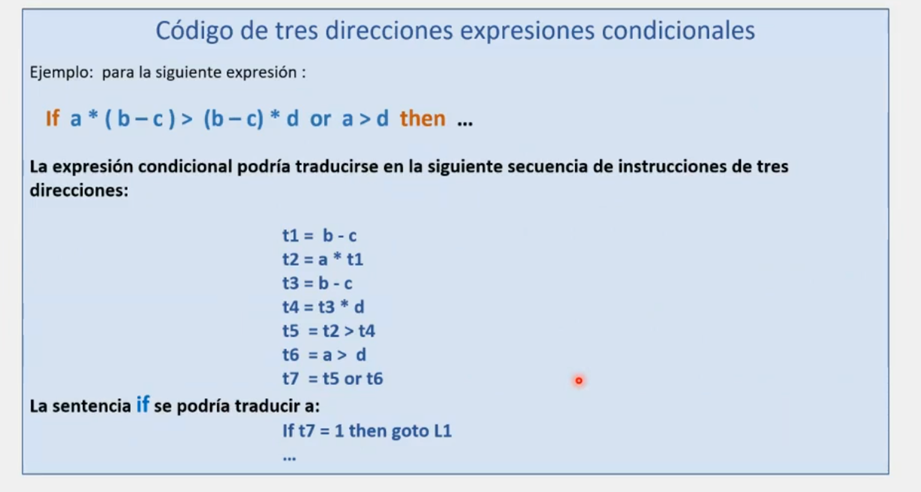 Código de tres direcciones expresiones condicionales
Ejemplo: para la siguiente expresión :
If a * ( b – c ) > (b – c) * d or a > d then ...
La expresión condicional podría traducirse en la siguiente secuencia de instrucciones de tres
direcciones:
t1 = b - c
t2 = a * t1
t3 = b - c
t4 = t3 * d
t5 = t2 > t4
t6 = a > d
t7 = t5 or t6
La sentencia if se podría traducir a:
If t7 = 1 then goto L1
...